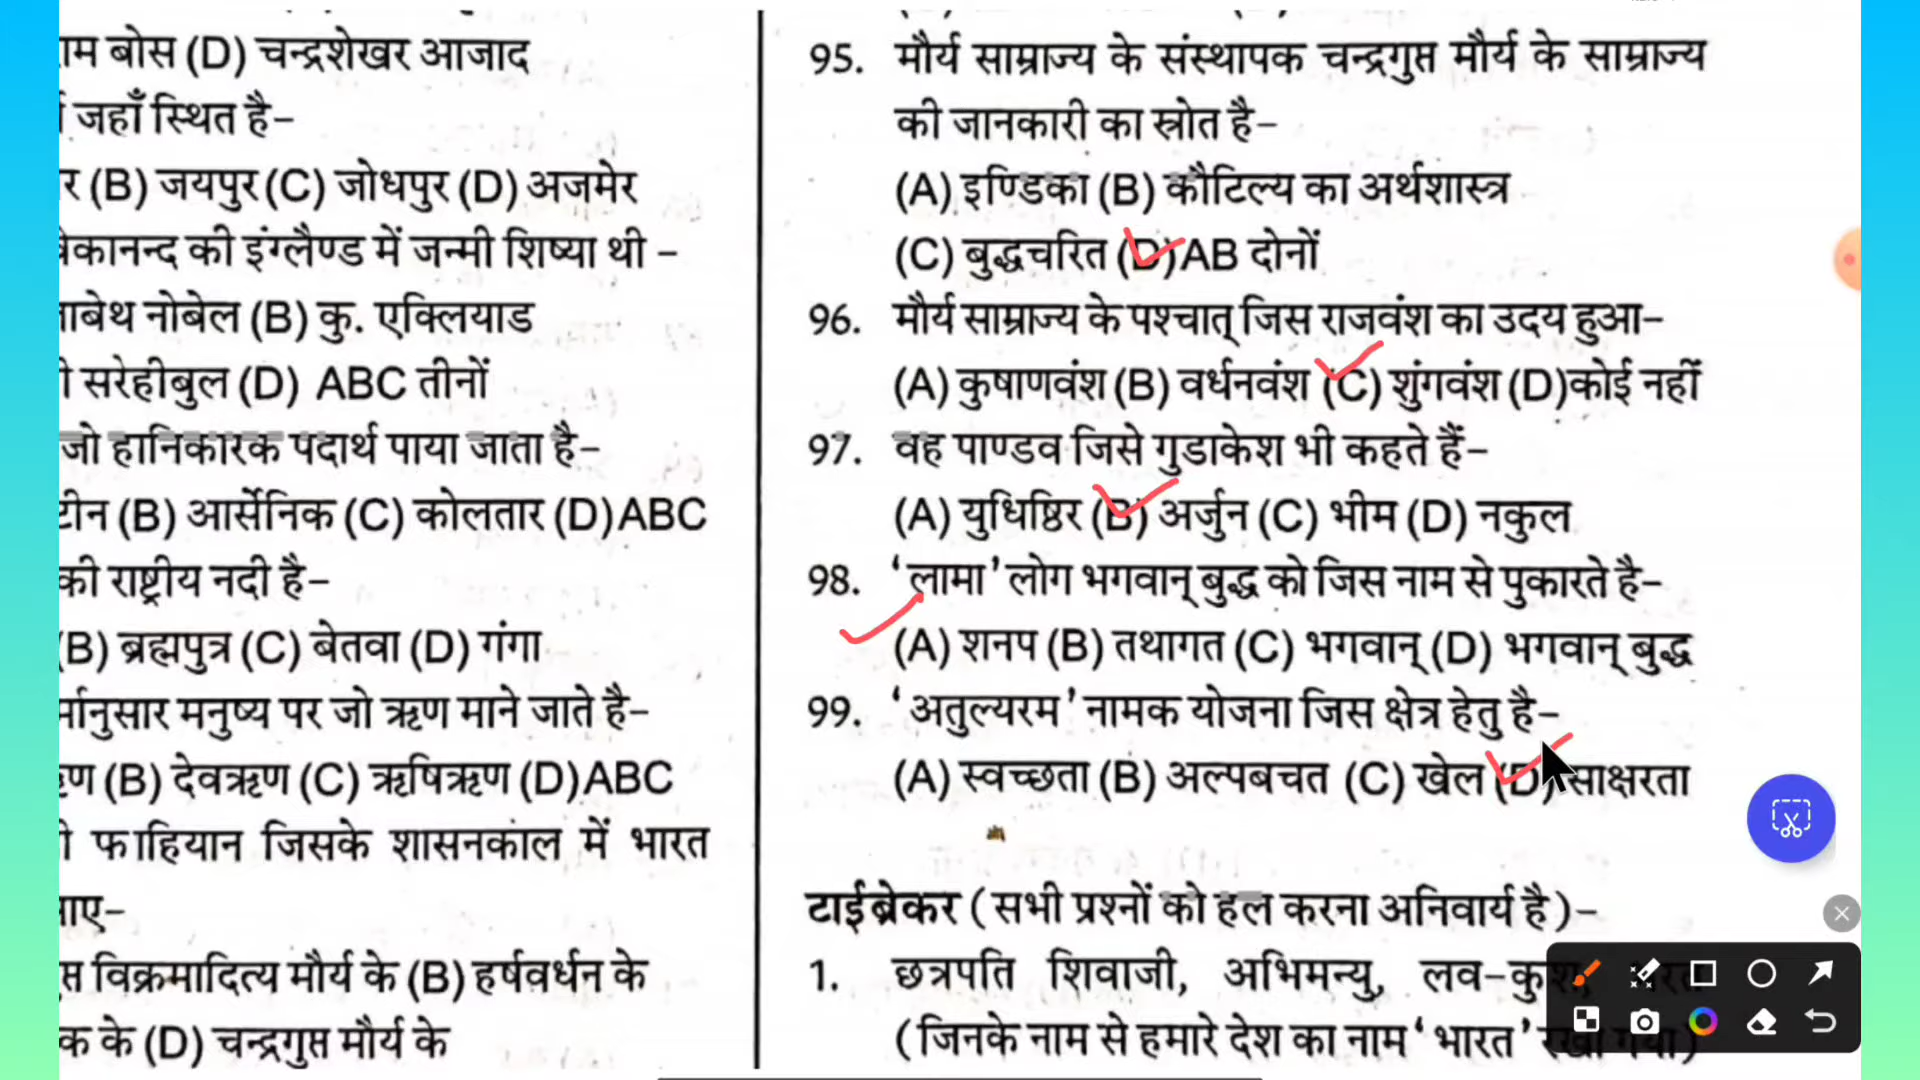 बोस (D) चन्द्रशेखर आजाद
जहाँ स्थित है–
(B) जयपुर (C) जोधपुर (D) अजमेर
की इंग्लैण्ड में जन्मी शिष्या थी –
नोबेल (B) कु. एक्लियाड
सरेहीबुल (D) ABC तीनों
जो हानिकारक पदार्थ पाया जाता है–
(B) आर्सेनिक (C) कोलतार (D) ABC
की राष्ट्रीय नदी है–
(B) ब्रह्मपुत्र (C) बेतवा (D) गंगा
मनुष्य पर जो ऋण माने जाते है–
(B) देवऋण (C) ऋषिऋण (D) ABC
फाहियान जिसके शासनकाल में भारत
विक्रमादित्य मौर्य के (B) हर्षवर्धन के
के (D) चन्द्रगुप्त मौर्य के
95. मौर्य साम्राज्य के संस्थापक चन्द्रगुप्त मौर्य के साम्राज्य
की जानकारी का स्त्रोत है–
(A) इण्डिका (B) कौटिल्य का अर्थशास्त्र
(C) बुद्धचरित (D) AB दोनों
96. मौर्य साम्राज्य के पश्चात् जिस राजवंश का उदय हुआ–
(A) कुषाणवंश (B) वर्धनवंश (C) शुंगवंश (D) कोई नहीं
97. वह पाण्डव जिसे गुडाकेश भी कहते हैं–
(A) युधिष्ठिर (B) अर्जुन (C) भीम (D) नकुल
98. ‘लामा’ लोग भगवान् बुद्ध को जिस नाम से पुकारते है–
(A) शनप (B) तथागत (C) भगवान् (D) भगवान् बुद्ध
99. ‘अतुल्यरम’ नामक योजना जिस क्षेत्र हेतु है–
(A) स्वच्छता (B) अल्पबचत (C) खेल (D) साक्षरता
टाईब्रेकर (सभी प्रश्नों को हल करना अनिवार्य है)–
1. छत्रपति शिवाजी, अभिमन्यु,
(जिनके नाम से हमारे देश का नाम ‘भारत’ रखा गया)